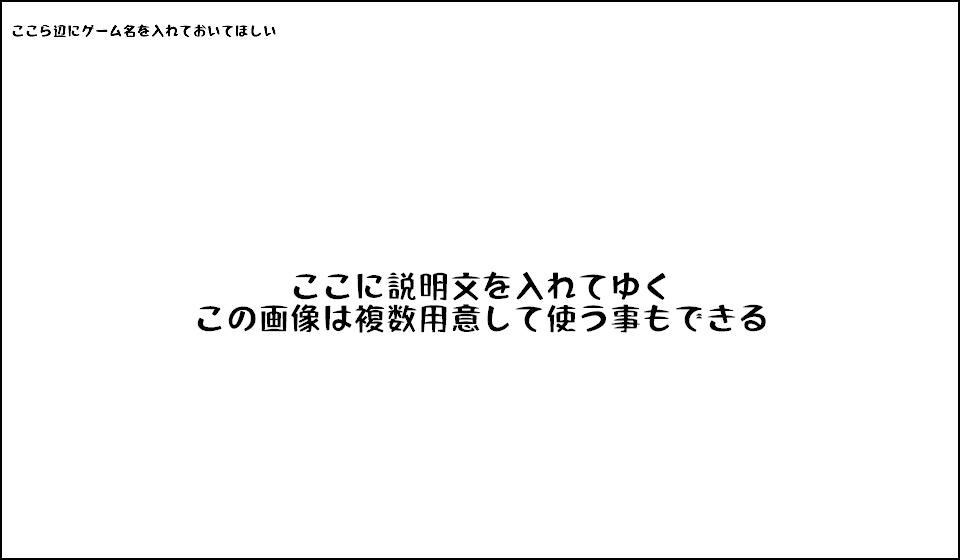 ここら辺にゲーム名を入れておいてほしい
ここに説明文を入れてゆく
この画像は複数用意して使う事もできる